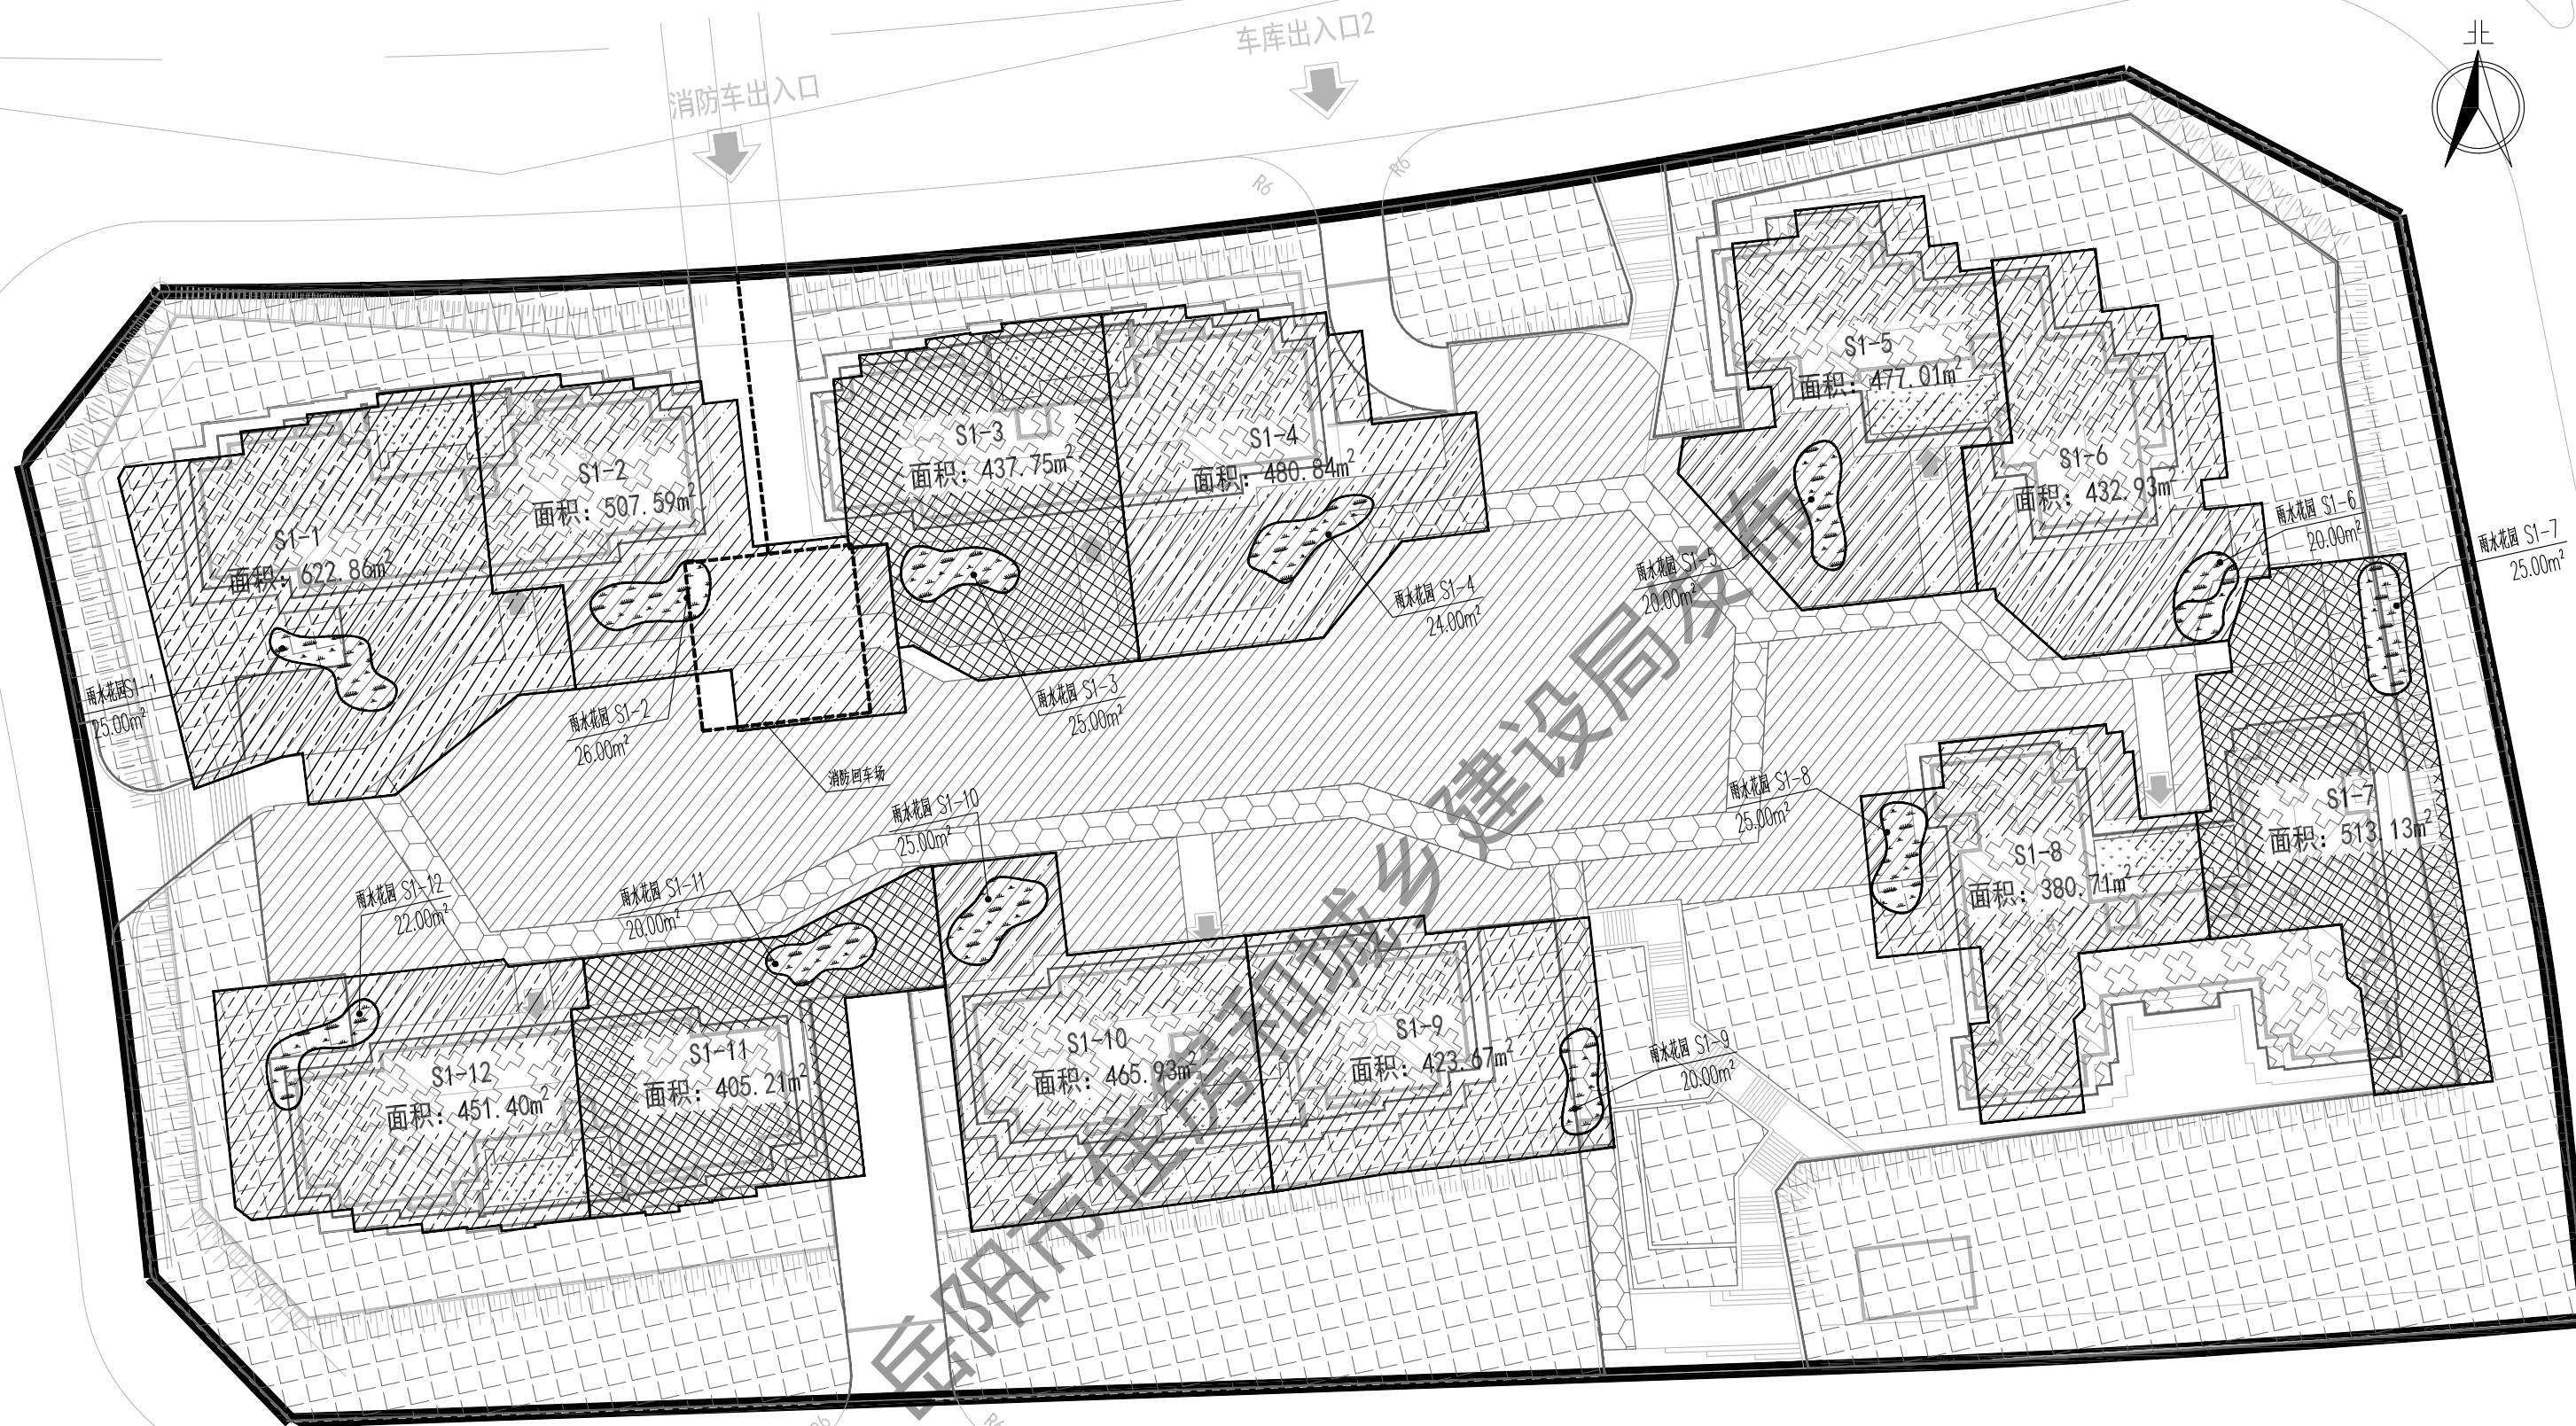 车库出入口2
北
消防车出入口
R6
R6
S1-5
面积：477.01m²
S1-3
面积：437.75m²
S1-4
面积：480.84m²
S1-2
面积：507.59m²
S1-6
面积：432.93m²
雨水花园 S1-6
20.00m²
雨水花园 S1-7
25.00m²
S1-1
面积：622.86m²
雨水花园 S1-5
20.00m²
雨水花园 S1-4
24.00m²
雨水花园S1-1
25.00m²
雨水花园 S1-2
26.00m²
雨水花园 S1-3
25.00m²
消防回车场
雨水花园 S1-10
25.00m²
雨水花园 S1-8
25.00m²
S1-7
面积：513.13m²
S1-8
面积：380.71m²
雨水花园 S1-12
22.00m²
雨水花园 S1-11
20.00m²
S1-12
面积：451.40m²
S1-11
面积：405.21m²
S1-10
面积：465.93m²
S1-9
面积：423.67m²
雨水花园 S1-9
20.00m²
岳阳市住房和城乡建设局发布
R6
R6